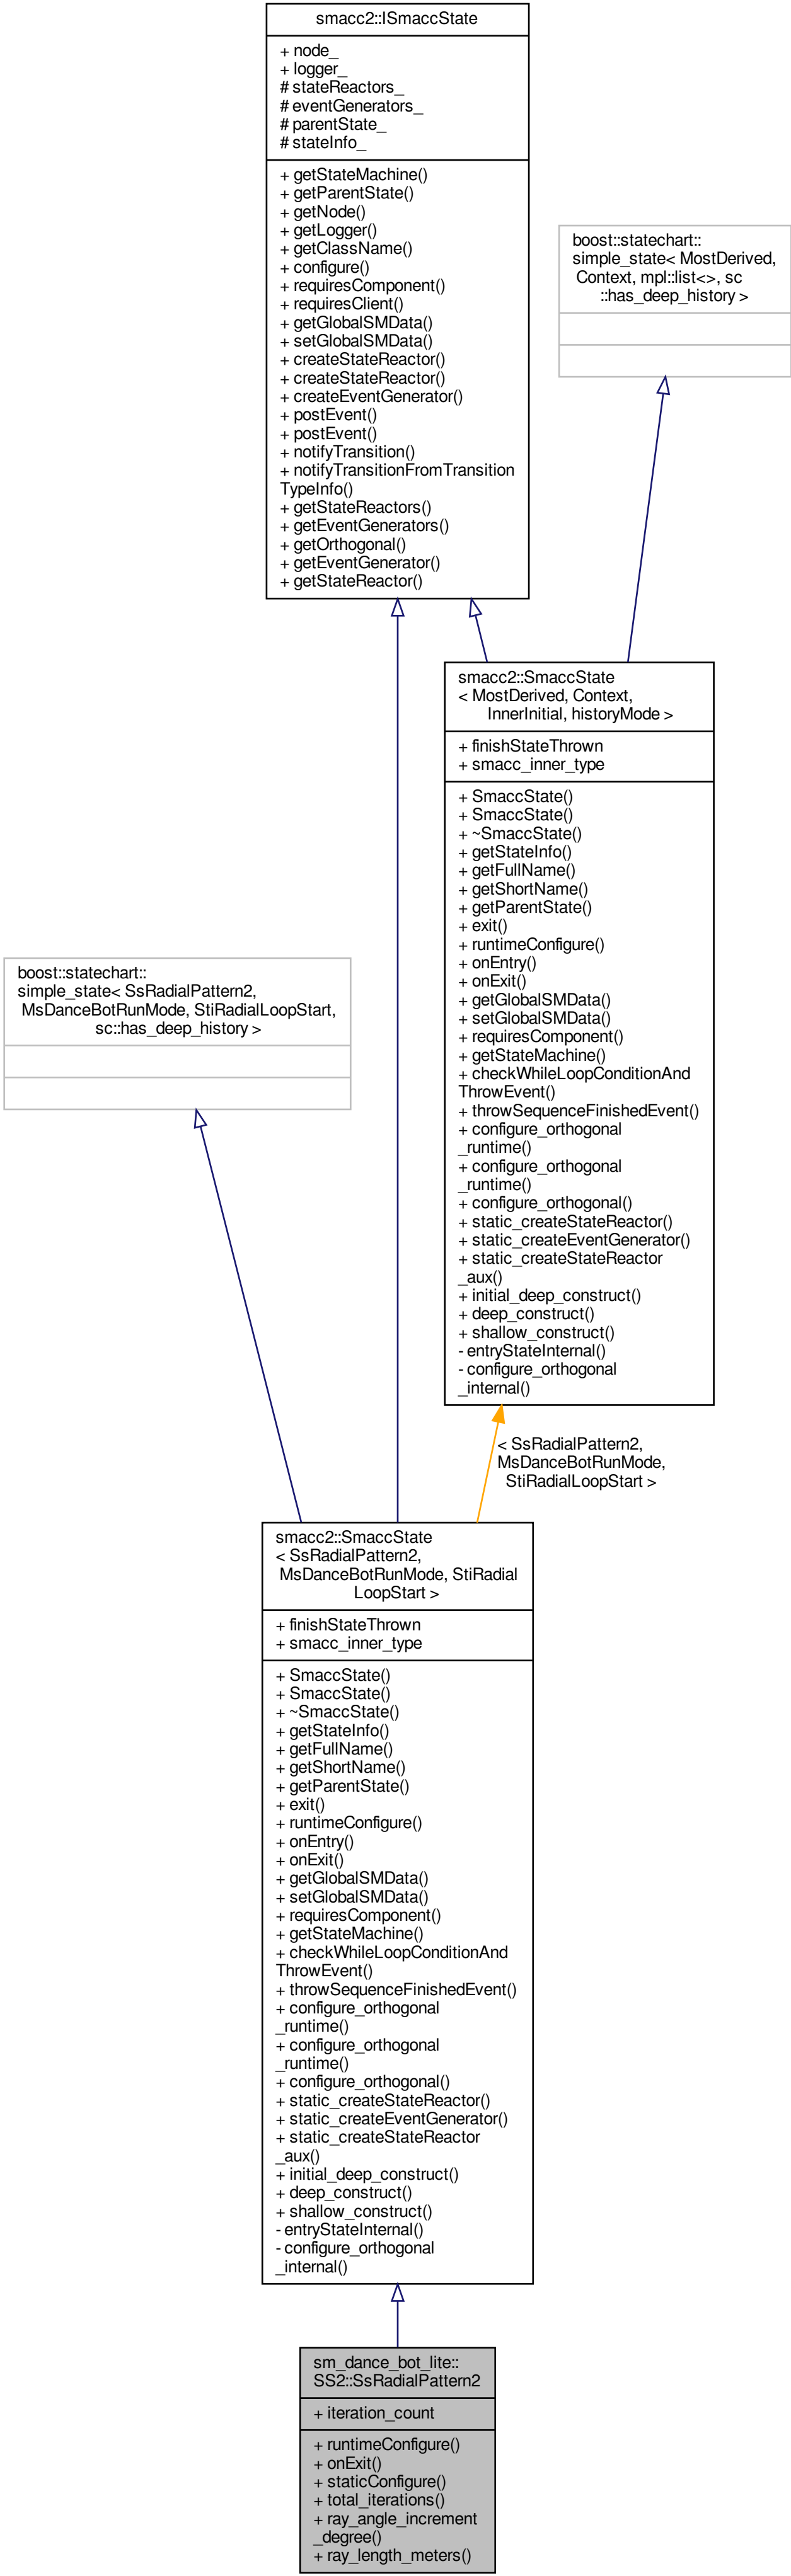 smacc2::ISmaccState
+ node_
+ logger_
# stateReactors_
# eventGenerators_
# parentState_
# stateInfo_
+ getStateMachine()
+ getParentState()
+ getNode()
+ getLogger()
+ getClassName()
+ configure()
+ requiresComponent()
+ requiresClient()
+ getGlobalSMData()
+ setGlobalSMData()
+ createStateReactor()
+ createStateReactor()
+ createEventGenerator()
+ postEvent()
+ postEvent()
+ notifyTransition()
+ notifyTransitionFromTransition
TypeInfo()
+ getStateReactors()
+ getEventGenerators()
+ getOrthogonal()
+ getEventGenerator()
+ getStateReactor()
boost::statechart::
simple_state< MostDerived,
Context, mpl::list<>, sc
::has_deep_history >
smacc2::SmaccState
< MostDerived, Context,
InnerInitial, historyMode >
+ finishStateThrown
+ smacc_inner_type
+ SmaccState()
+ SmaccState()
+ ~SmaccState()
+ getStateInfo()
+ getFullName()
+ getShortName()
+ getParentState()
+ exit()
+ runtimeConfigure()
+ onEntry()
+ onExit()
+ getGlobalSMData()
+ setGlobalSMData()
+ requiresComponent()
+ getStateMachine()
+ checkWhileLoopConditionAnd
ThrowEvent()
+ throwSequenceFinishedEvent()
+ configure_orthogonal
_runtime()
+ configure_orthogonal
_runtime()
+ configure_orthogonal()
+ static_createStateReactor()
+ static_createEventGenerator()
+ static_createStateReactor
_aux()
+ initial_deep_construct()
+ deep_construct()
+ shallow_construct()
- entryStateInternal()
- configure_orthogonal
_internal()
boost::statechart::
simple_state< SsRadialPattern2,
MsDanceBotRunMode, StiRadialLoopStart,
sc::has_deep_history >
< SsRadialPattern2,
MsDanceBotRunMode,
StiRadialLoopStart >
smacc2::SmaccState
< SsRadialPattern2,
MsDanceBotRunMode, StiRadial
LoopStart >
+ finishStateThrown
+ smacc_inner_type
+ SmaccState()
+ SmaccState()
+ ~SmaccState()
+ getStateInfo()
+ getFullName()
+ getShortName()
+ getParentState()
+ exit()
+ runtimeConfigure()
+ onEntry()
+ onExit()
+ getGlobalSMData()
+ setGlobalSMData()
+ requiresComponent()
+ getStateMachine()
+ checkWhileLoopConditionAnd
ThrowEvent()
+ throwSequenceFinishedEvent()
+ configure_orthogonal
_runtime()
+ configure_orthogonal
_runtime()
+ configure_orthogonal()
+ static_createStateReactor()
+ static_createEventGenerator()
+ static_createStateReactor
_aux()
+ initial_deep_construct()
+ deep_construct()
+ shallow_construct()
- entryStateInternal()
- configure_orthogonal
_internal()
sm_dance_bot_lite::
SS2::SsRadialPattern2
+ iteration_count
+ runtimeConfigure()
+ onExit()
+ staticConfigure()
+ total_iterations()
+ ray_angle_increment
_degree()
+ ray_length_meters()